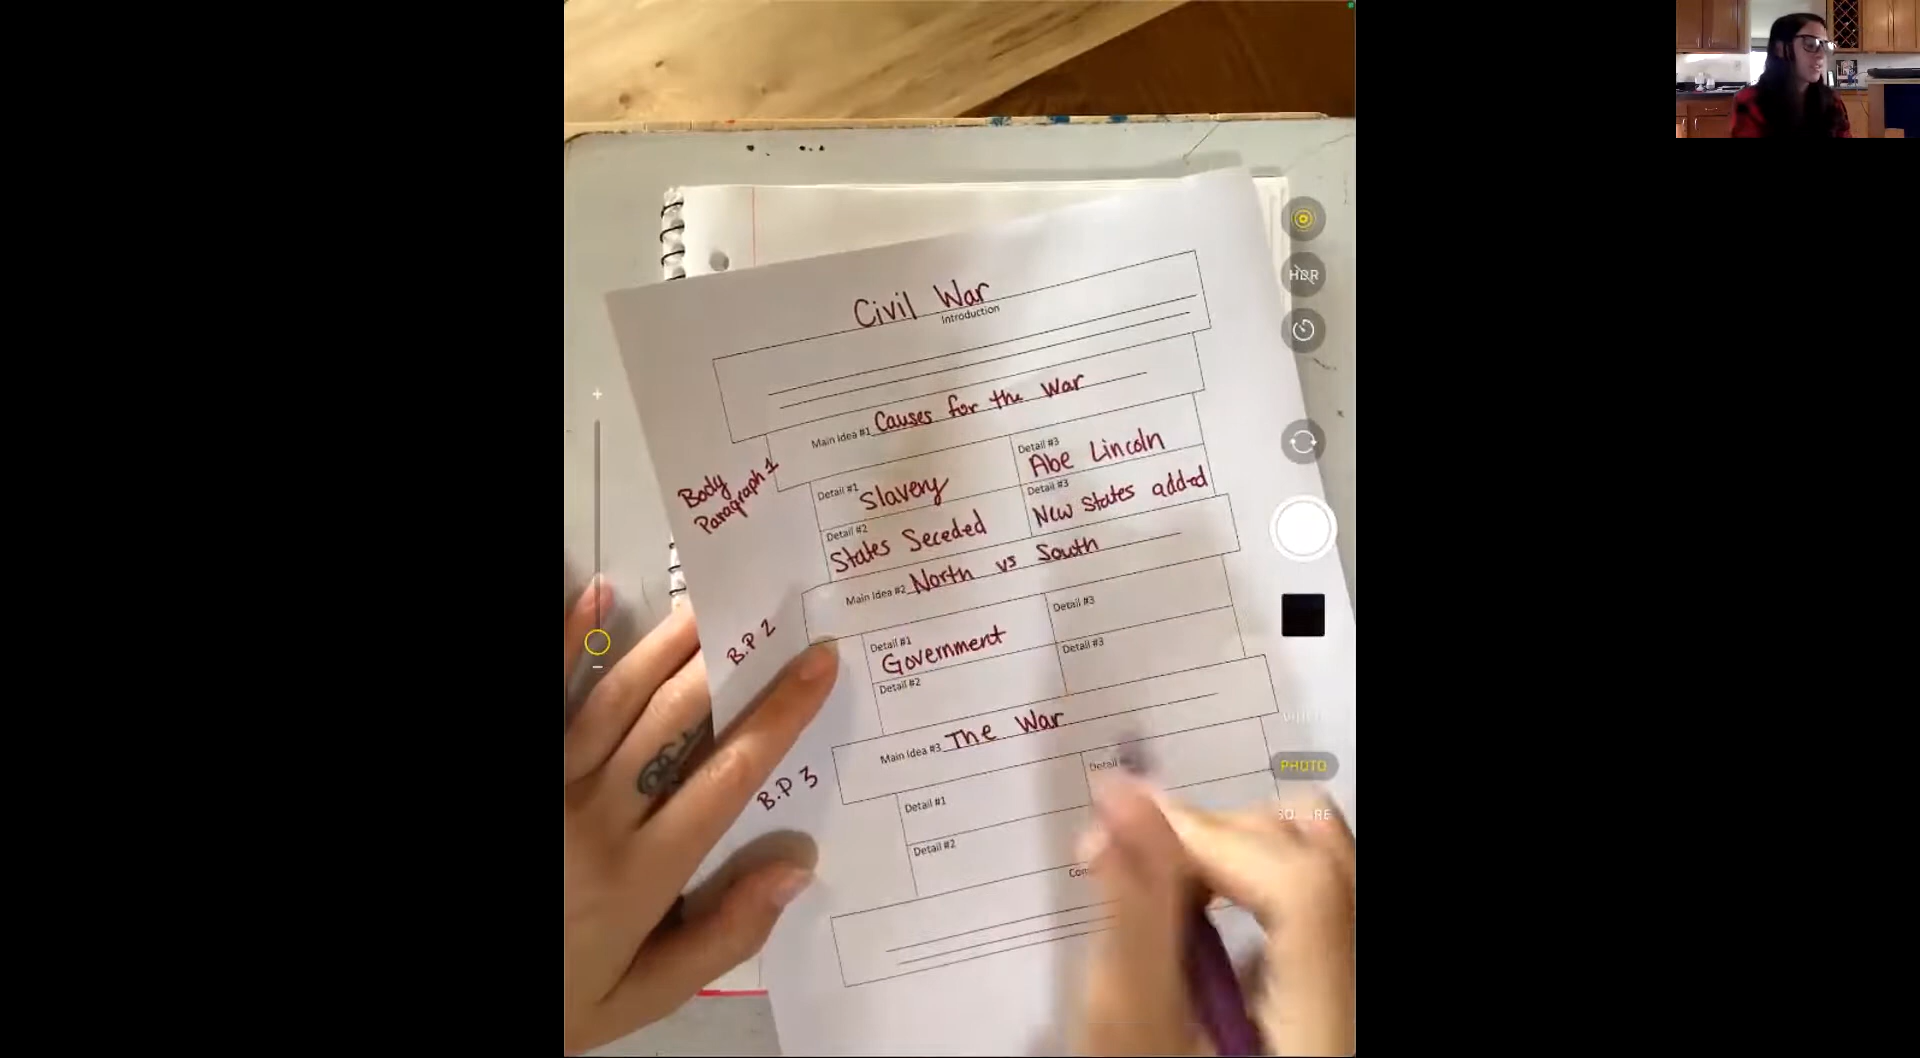 Civil War
Introduction
Main Idea #1 Causes for the War
Body
Paragraph 1
Detail #1 Slavery
Detail #3
Abe Lincoln
Detail #2
States Seceded
Detail #3
New States added
Main Idea #2 North vs South
B.P 2
Detail #1
Government
Detail #3
Detail #2
Detail #3
Main Idea #3 The War
B.P 3
Detail #1
Detail
Detail #2
HDR
PHOTO